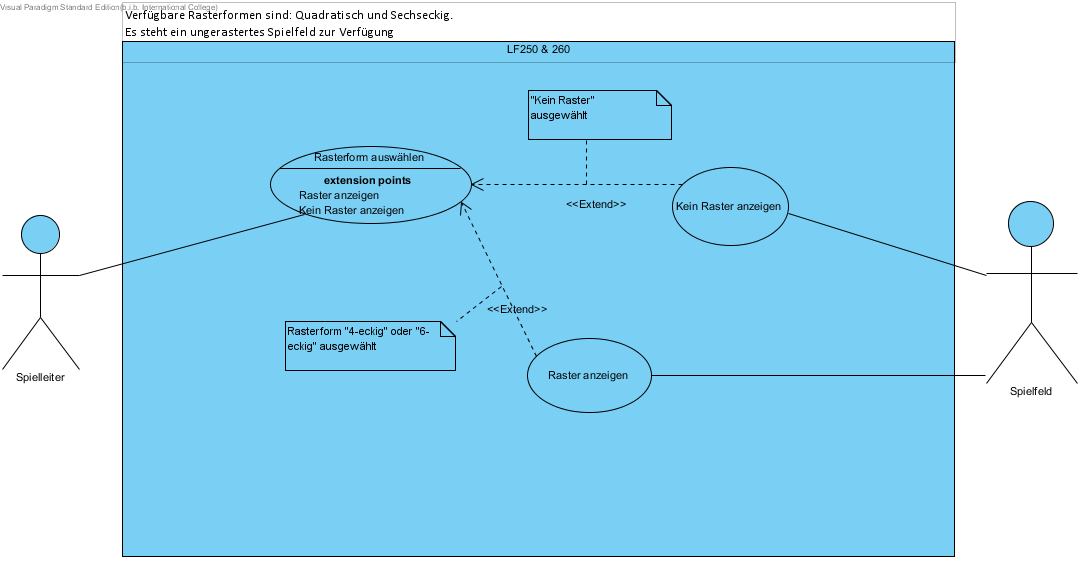 Visual Paradigm Standard Edition(b.i.b. International College)
Verfügbare Rasterformen sind: Quadratisch und Sechseckig.
Es steht ein ungerastertes Spielfeld zur Verfügung
LF250 & 260
"Kein Raster"
ausgewählt
Rasterform auswählen
extension points
Raster anzeigen
Kein Raster anzeigen
<<Extend>>
Kein Raster anzeigen
<<Extend>>
Rasterform "4-eckig" oder "6-
eckig" ausgewählt
Raster anzeigen
Spielleiter
Spielfeld